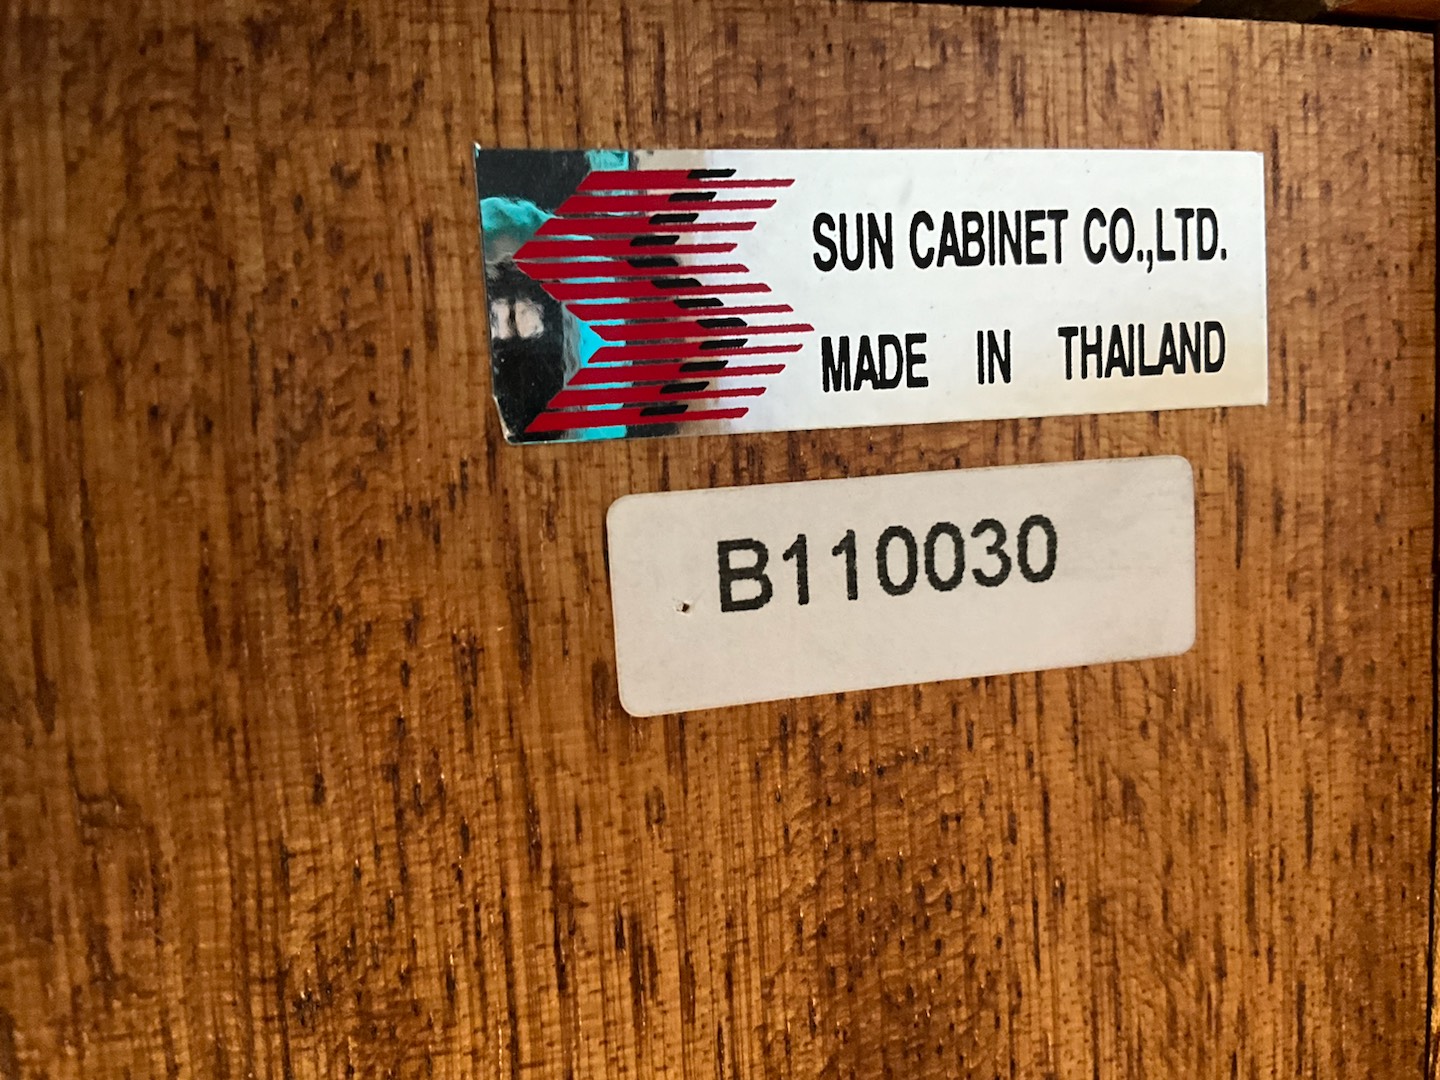 SUN CABINET CO.,LTD.
MADE IN THAILAND
B110030